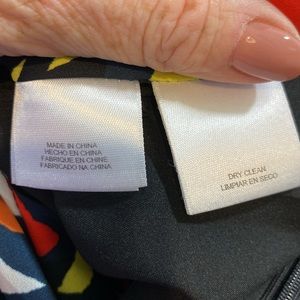 MADE IN CHINA
HECHO EN CHINA
FABRIQUE EN CHINE
FABRICADO NA CHINA
DRY CLEAN
LIMPIAR EN SECO